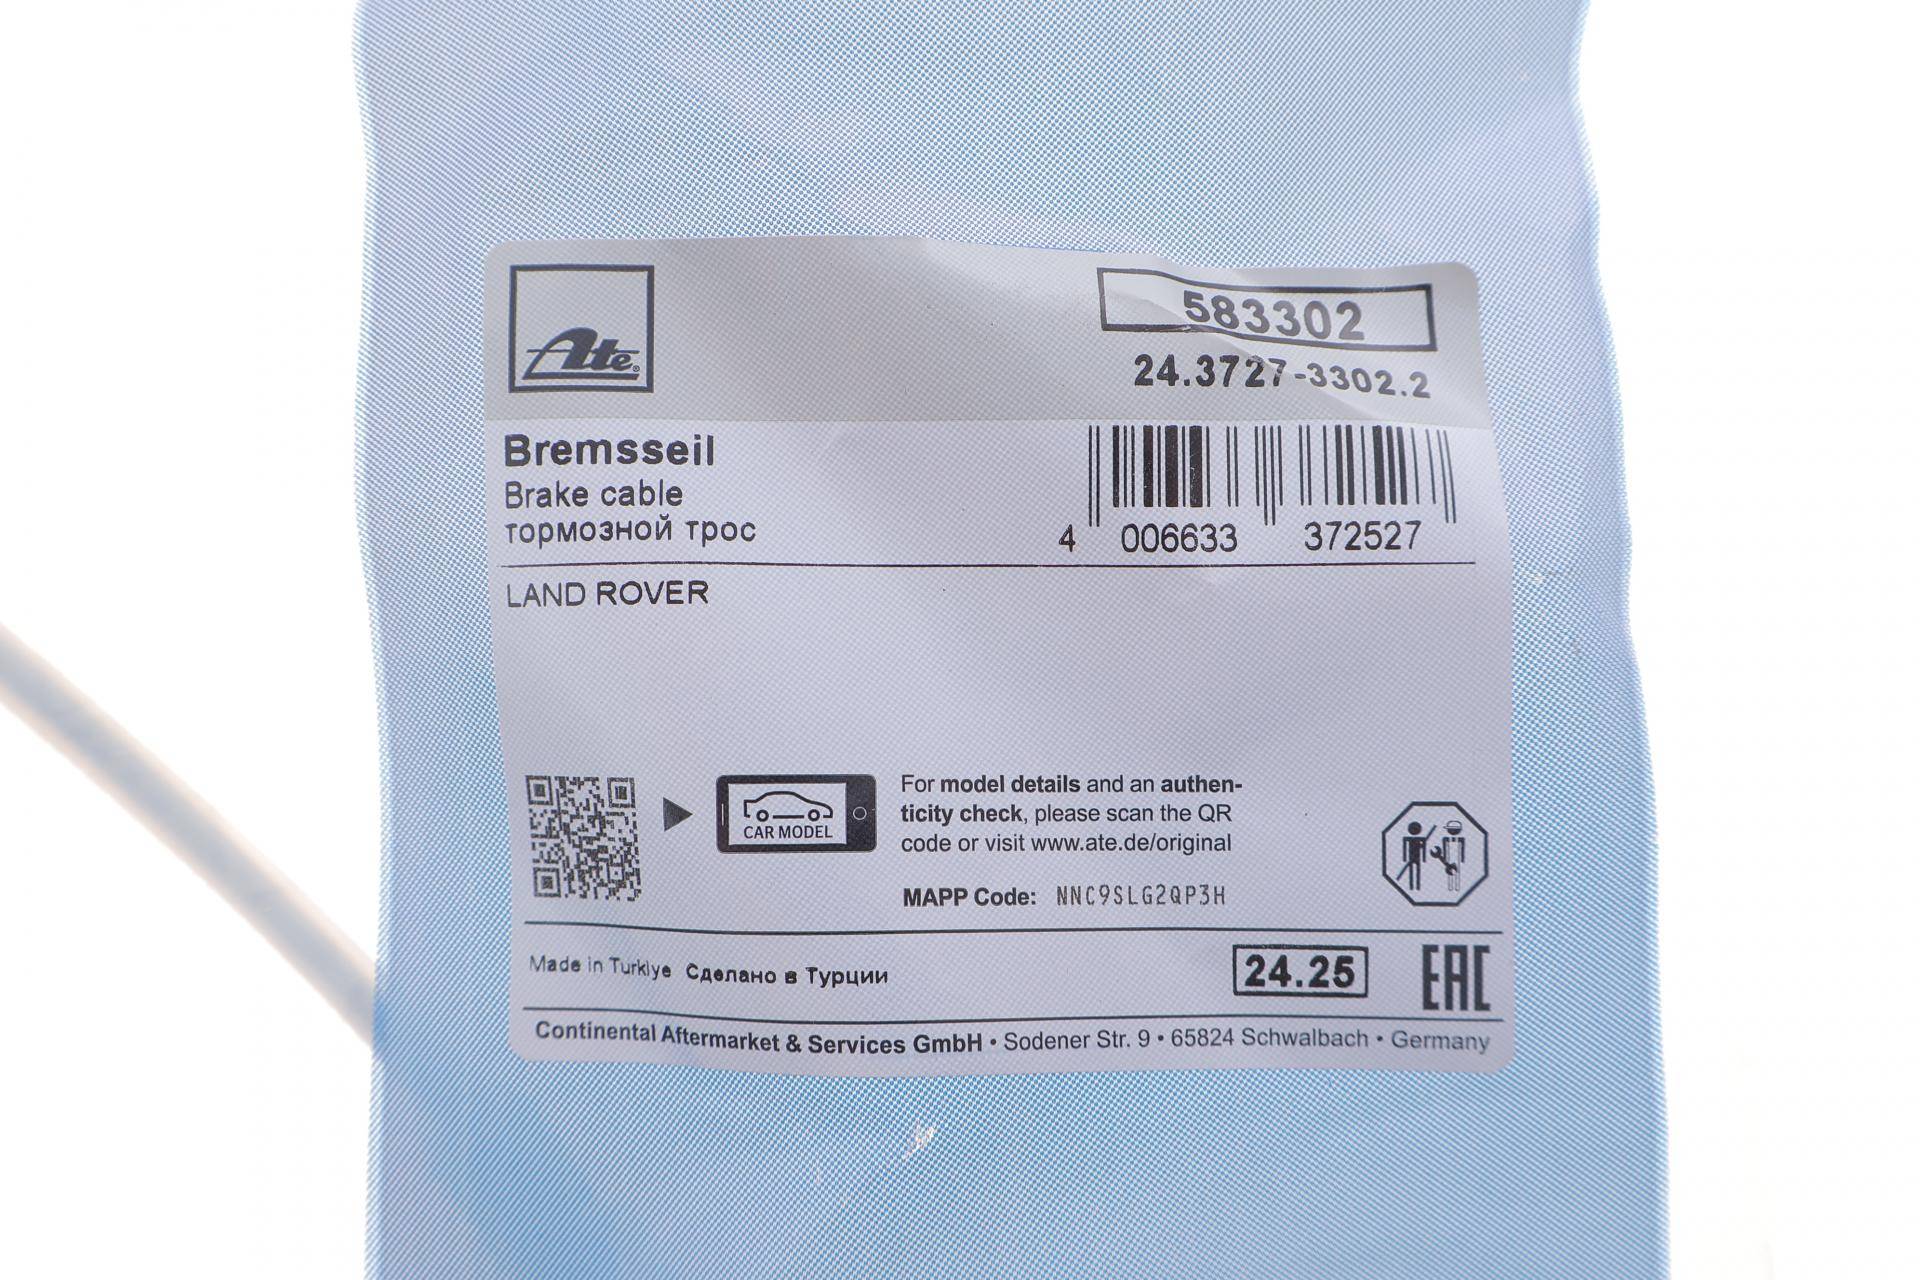 Ate®
583302
24.3727-3302.2
Bremsseil
Brake cable
тормозной трос
4 006633 372527
LAND ROVER
CAR MODEL
For model details and an authen-
ticity check, please scan the QR
code or visit www.ate.de/original
MAPP Code: NNC9SLG2QP3H
Made in Turkiye Сделано в Турции
24.25
EAC
Continental Aftermarket & Services GmbH • Sodener Str. 9 • 65824 Schwalbach • Germany